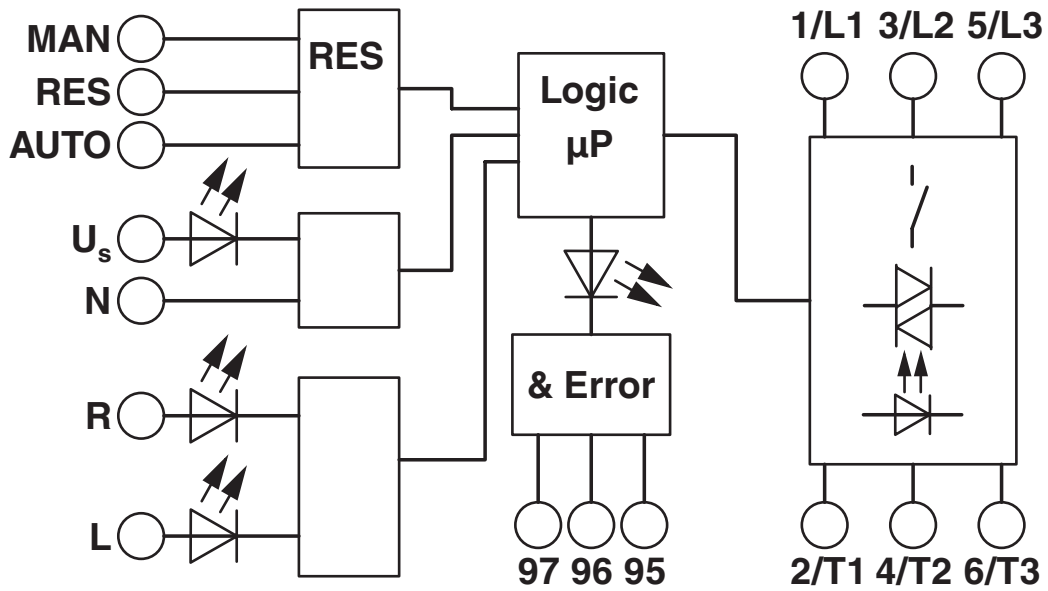 MAN
RES
AUTO
RES
Us
N
R
L
Logic
µP
& Error
97 96 95
1/L1 3/L2 5/L3
2/T1 4/T2 6/T3